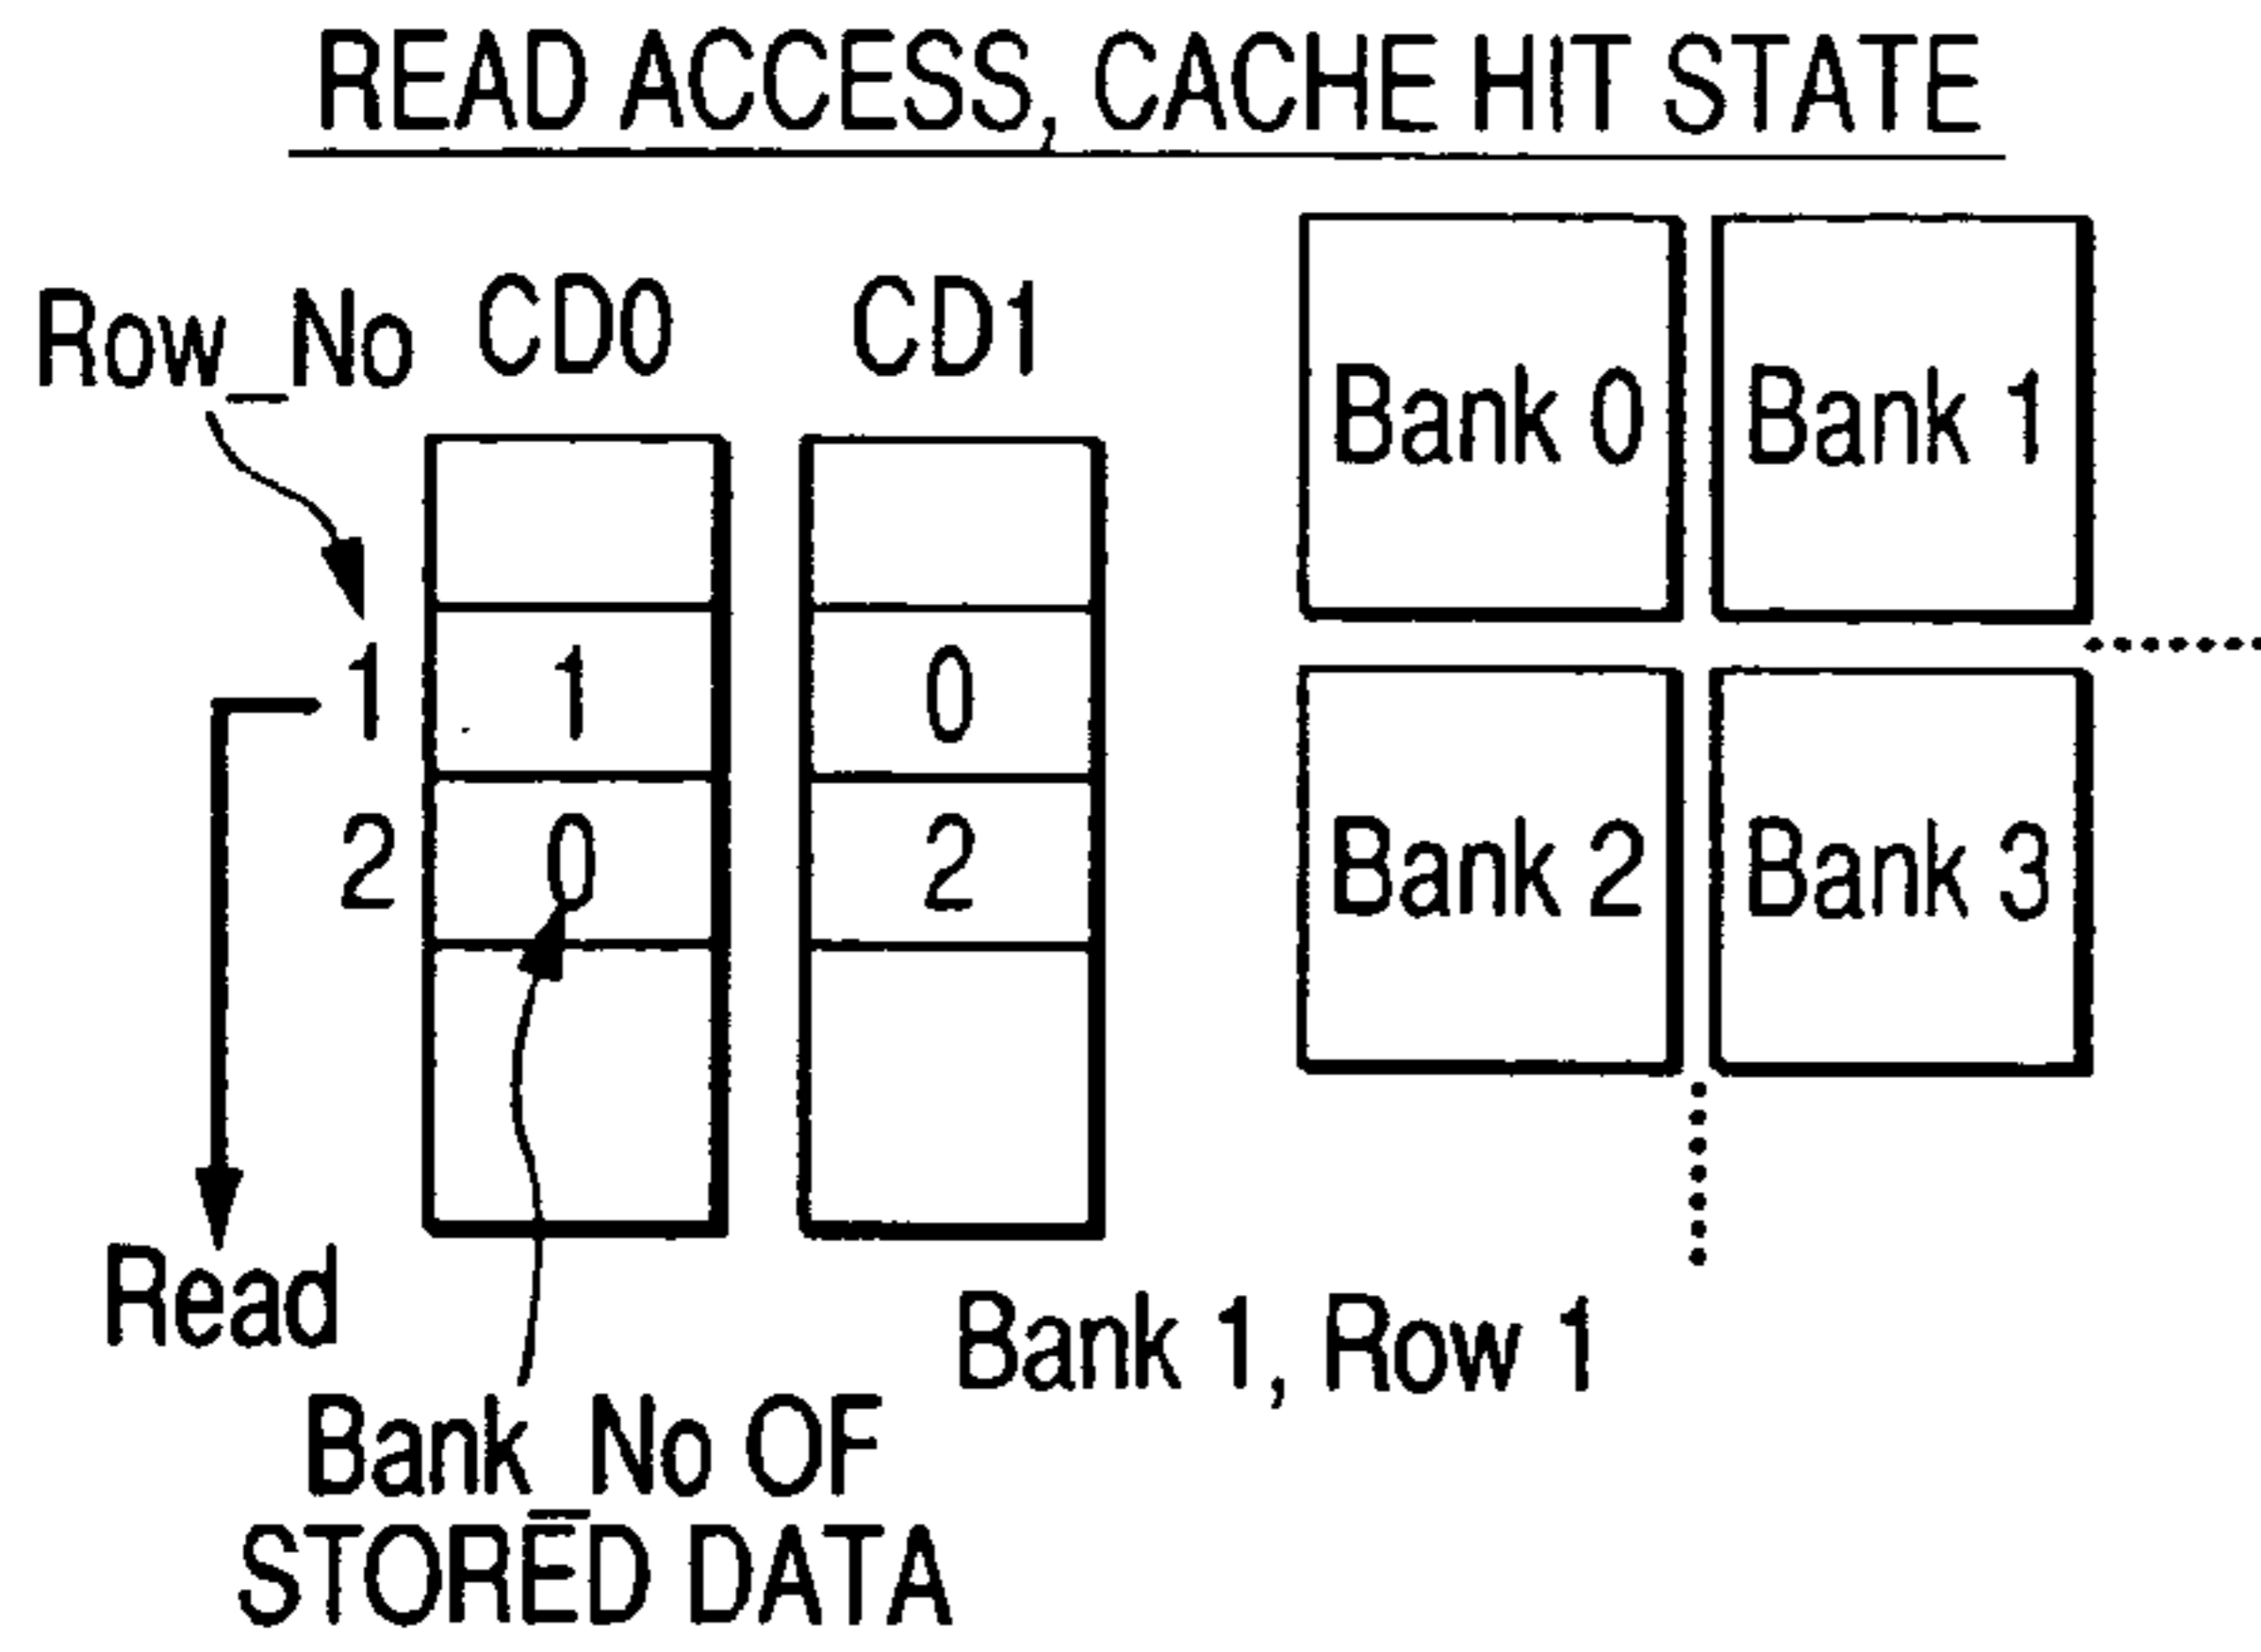 READ ACCESS, CACHE HIT STATE
Row_No CD0 CD1
Bank 0 Bank 1
1 1 0
2 0 2
Bank 2 Bank 3
Read
Bank 1, Row 1
Bank_No OF
STORED DATA